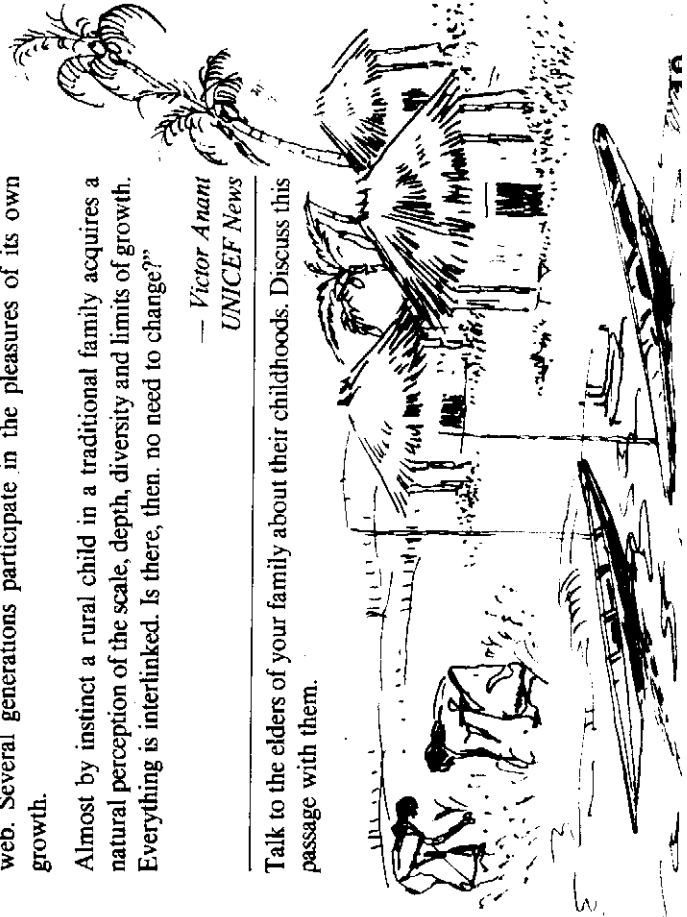 web. Several generations participate in the pleasures of its own
growth.
Almost by instinct a rural child in a traditional family acquires a
natural perception of the scale, depth, diversity and limits of growth.
Everything is interlinked. Is there, then. no need to change?”
— Victor Anant
UNICEF News
Talk to the elders of your family about their childhoods. Discuss this
passage with them.